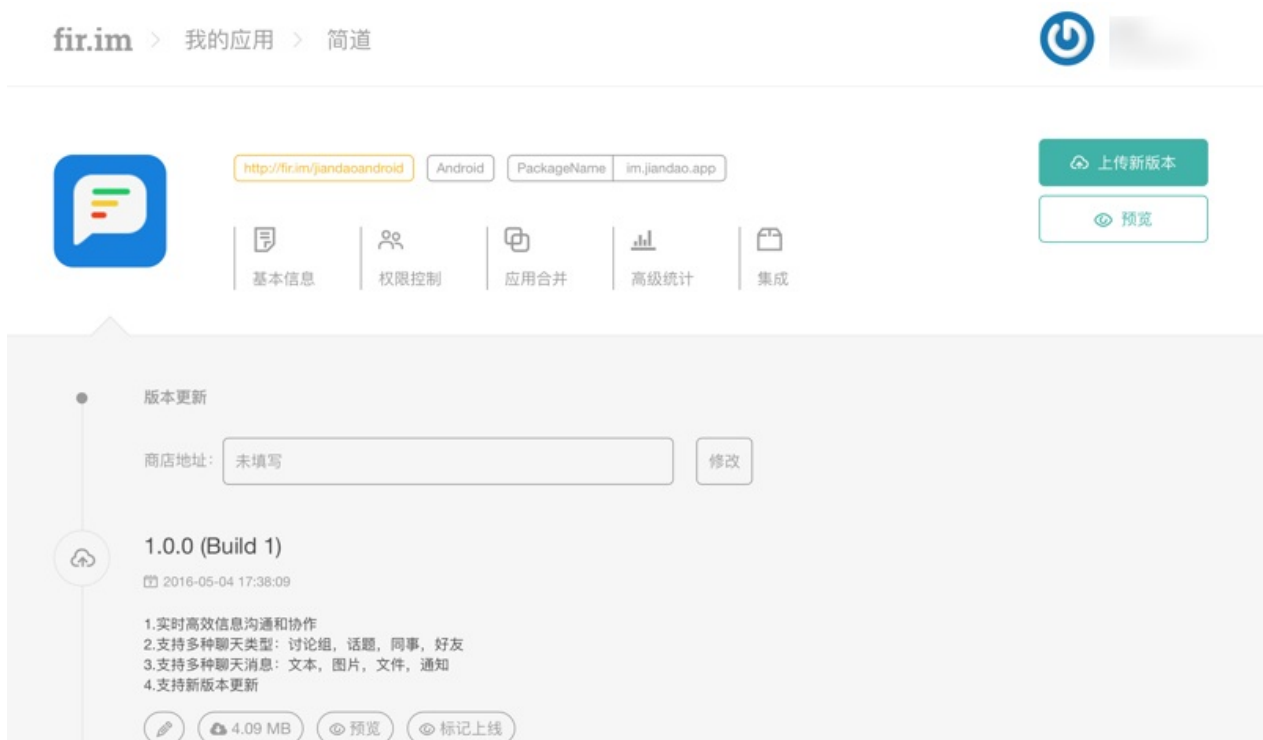 fir.im > 我的应用 > 简道
http://fir.im/jiandaoandroid Android PackageName im.jiandao.app
上传新版本
预览
基本信息 权限控制 应用合并 高级统计 集成
版本更新
商店地址: 未填写 修改
1.0.0 (Build 1)
2016-05-04 17:38:09
1.实时高效信息沟通和协作
2.支持多种聊天类型：讨论组，话题，同事，好友
3.支持多种聊天消息：文本，图片，文件，通知
4.支持新版本更新
4.09 MB 预览 标记上线